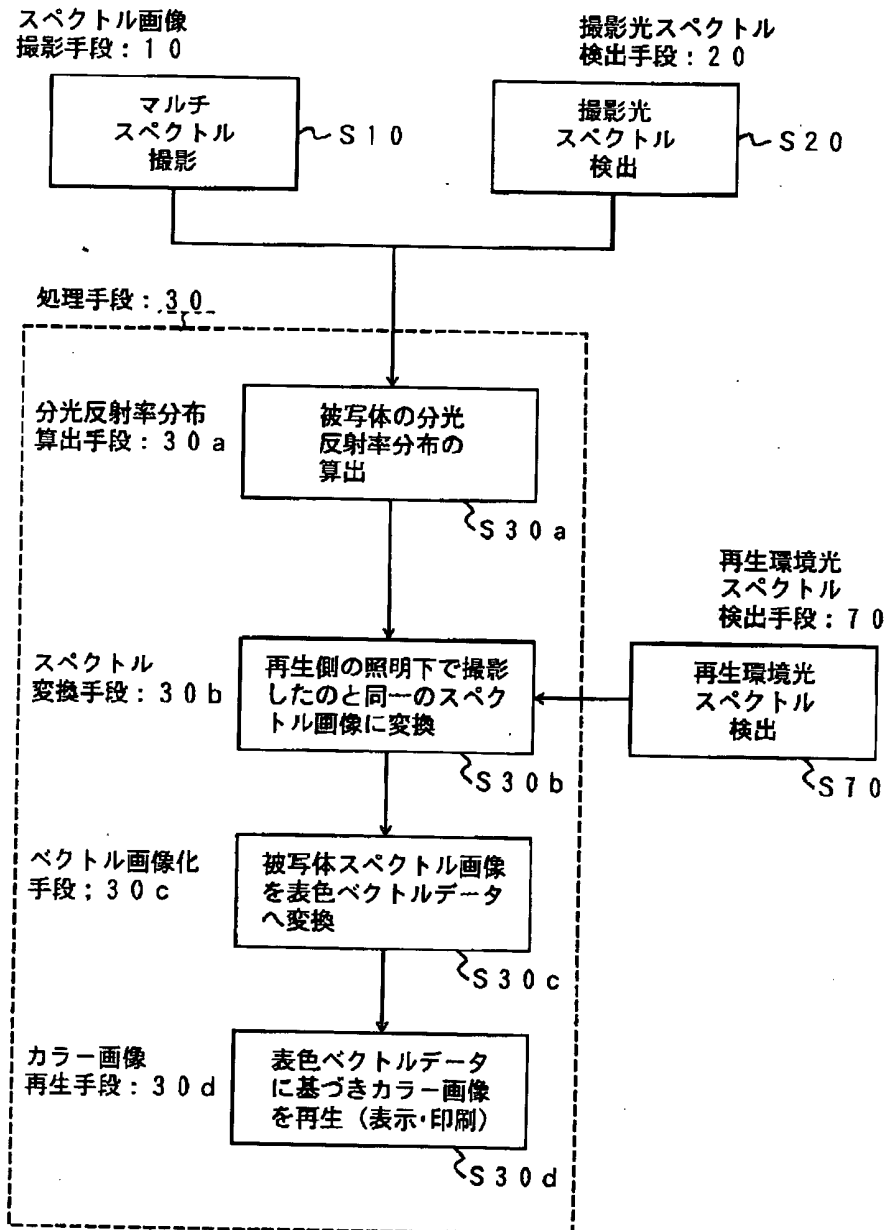 スペクトル画像
撮影手段：１０
撮影光スペクトル
検出手段：２０
マルチ
スペクトル
撮影
Ｓ１０
撮影光
スペクトル
検出
Ｓ２０
処理手段：３０
分光反射率分布
算出手段：３０ａ
被写体の分光
反射率分布の
算出
Ｓ３０ａ
再生環境光
スペクトル
検出手段：７０
スペクトル
変換手段：３０ｂ
再生側の照明下で撮影
したのと同一のスペク
トル画像に変換
Ｓ３０ｂ
再生環境光
スペクトル
検出
Ｓ７０
ベクトル画像化
手段；３０ｃ
被写体スペクトル画像
を表色ベクトルデータ
へ変換
Ｓ３０ｃ
カラー画像
再生手段：３０ｄ
表色ベクトルデータ
に基づきカラー画像
を再生（表示･印刷）
Ｓ３０ｄ